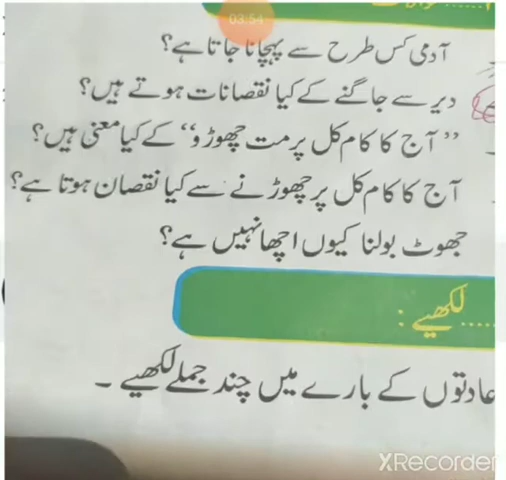 03:54
آدمی کس طرح سے پہچانا جاتا ہے؟
دیر سے جاگنے کے کیا نقصانات ہوتے ہیں؟
”آج کا کام کل پر مت چھوڑو“ کے کیا معنی ہیں؟
آج کا کام کل پر چھوڑنے سے کیا نقصان ہوتا ہے؟
جھوٹ بولنا کیوں اچھا نہیں ہے؟
..... لکھیے :
عادتوں کے بارے میں چند جملے لکھیے ۔
XRecorder